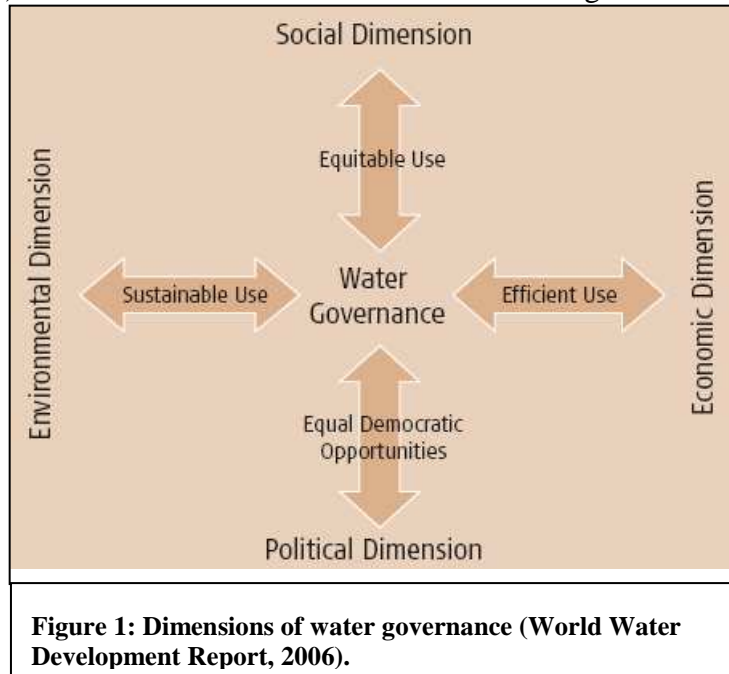 Social Dimension
Equitable Use
Environmental Dimension
Sustainable Use
Water
Governance
Efficient Use
Economic Dimension
Equal Democratic
Opportunities
Political Dimension
Figure 1: Dimensions of water governance (World Water
Development Report, 2006).